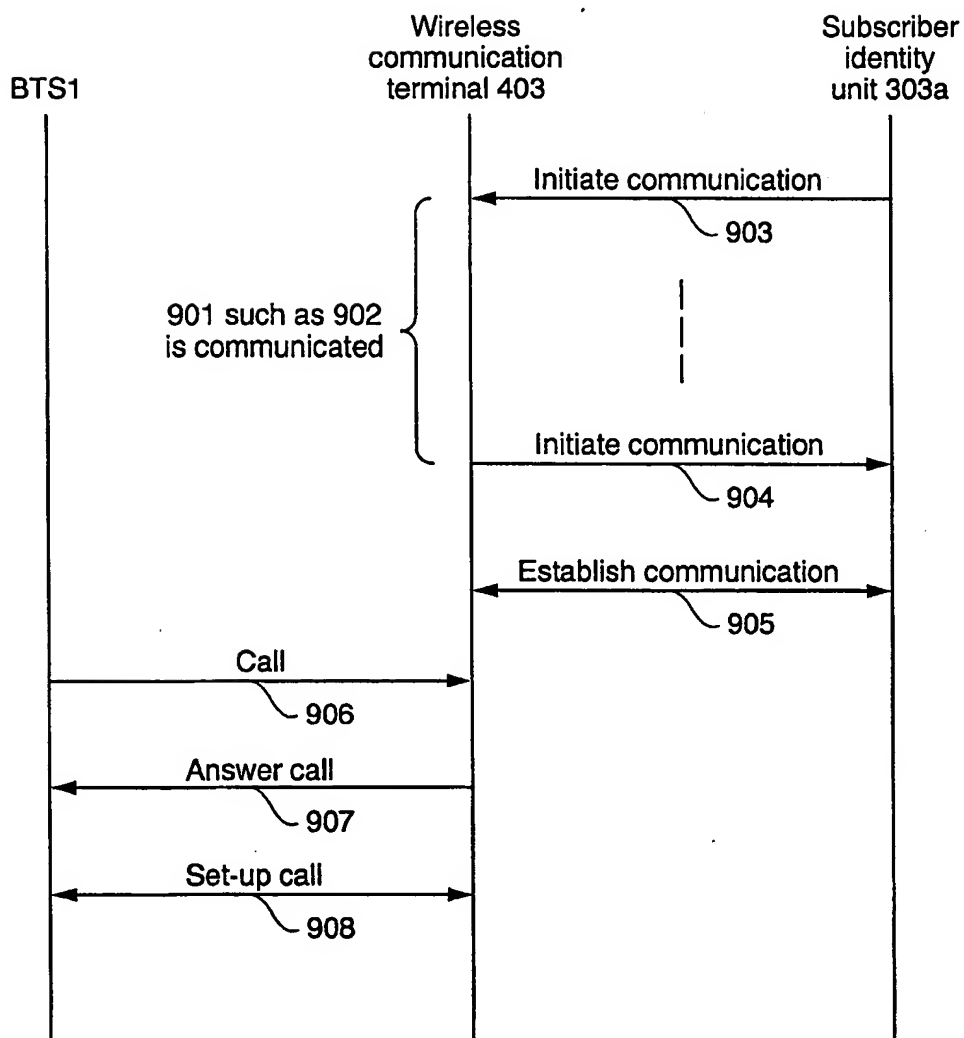 BTS1
Wireless
communication
terminal 403
Subscriber
identity
unit 303a
Initiate communication
903
901 such as 902
is communicated
Initiate communication
904
Establish communication
905
Call
906
Answer call
907
Set-up call
908